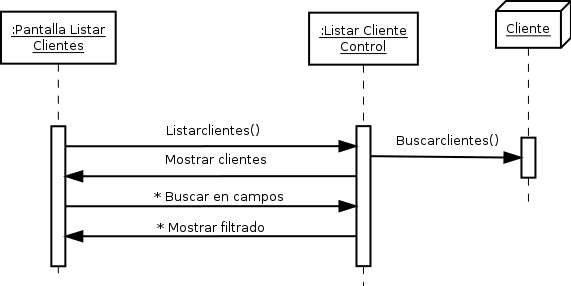 :Pantalla Listar
Clientes
:Listar Cliente
Control
Cliente
Listarclientes()
Buscarclientes()
Mostrar clientes
* Buscar en campos
* Mostrar filtrado